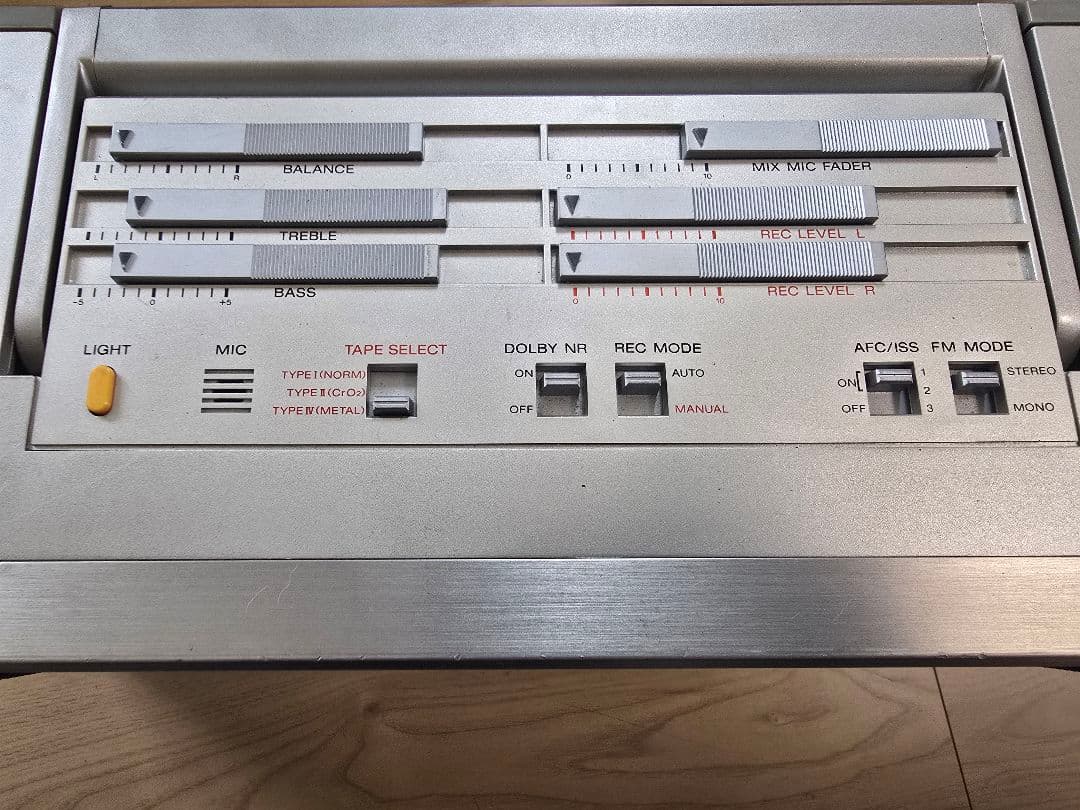 L R BALANCE
0 10 MIX MIC FADER
TREBLE
REC LEVEL L
-5 0 +5 BASS
0 10 REC LEVEL R
LIGHT
MIC
TAPE SELECT
TYPE I (NORM)
TYPE II (CrO2)
TYPE IV (METAL)
DOLBY NR
ON
OFF
REC MODE
AUTO
MANUAL
AFC/ISS
ON
OFF
1
2
3
FM MODE
STEREO
MONO